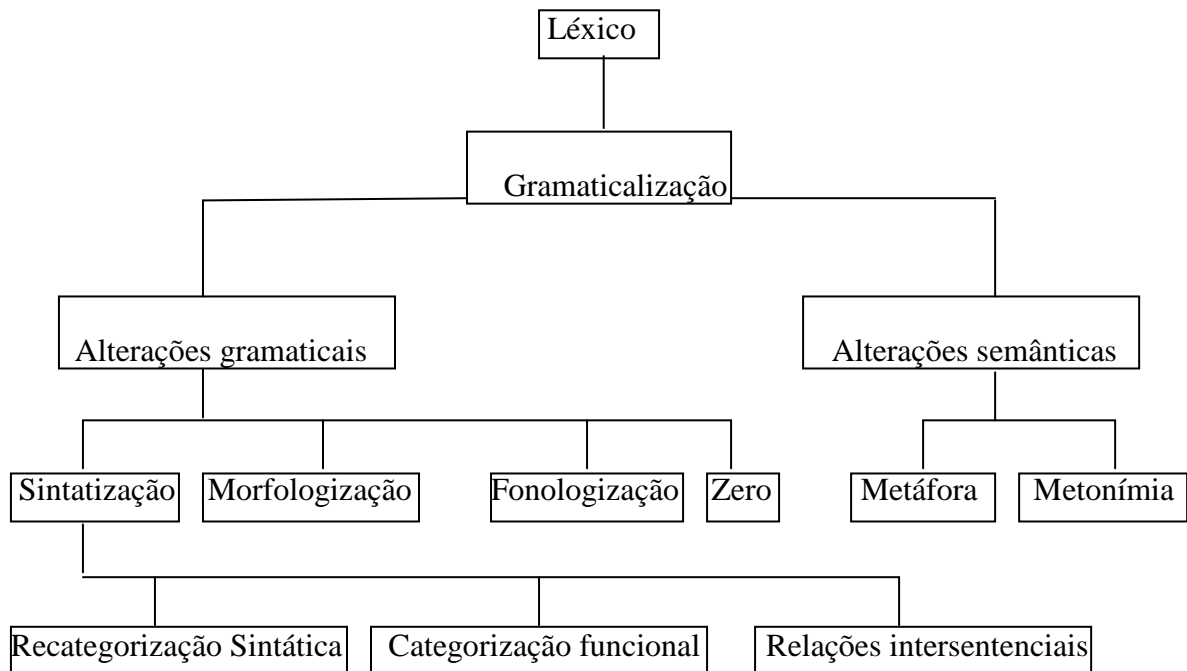 Léxico
Gramaticalização
Alterações gramaticais
Alterações semânticas
Sintatização
Morfologização
Fonologização
Zero
Metáfora
Metonímia
Recategorização Sintática
Categorização funcional
Relações intersentenciais